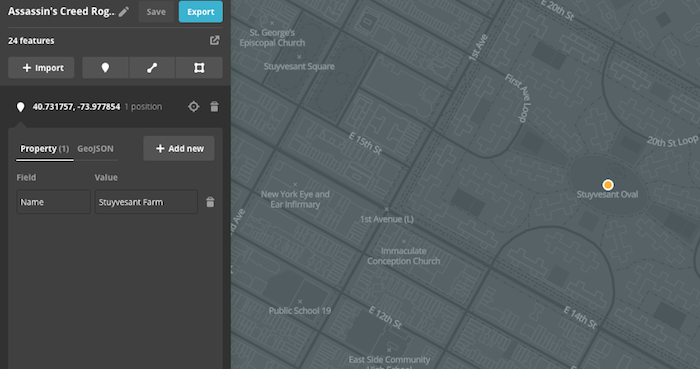 Assassin's Creed Rog..
Save
Export
24 features
+ Import
40.731757, -73.977854 1 position
Property (1)
GeoJSON
+ Add new
Field
Value
Name
Stuyvesant Farm
E 20th St
St. George's
Episcopal Church
1st Ave
Stuyvesant Square
First Ave Loop
E 15th St
20th St Loop
Stuyvesant Oval
New York Eye and
Ear Infirmary
1st Avenue (L)
nd Ave
Immaculate
Conception Church
Public School 19
E 12th St
E 14th St
East Side Community
High School